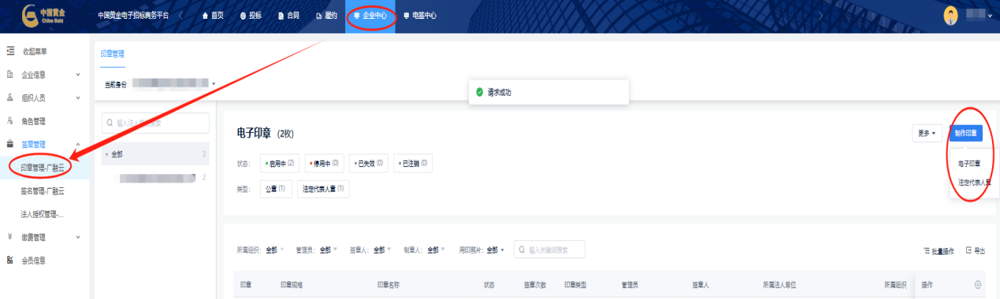 中国黄金
China Gold
中国黄金电子招标商务平台
首页
投标
合同
履约
企业中心
电签中心
收起菜单
企业信息
组织人员
角色管理
签章管理
印章管理-广融云
签名管理-广融云
法人授权管理-...
缴费管理
会员信息
印章管理
当前身份
请求成功
全部 2
2
电子印章 (2枚)
更多
制作印章
电子印章
法定代表人章
状态: 启用中 (2) 停用中 (0) 已失效 (0) 已注销 (0)
类型: 公章 (1) 法定代表人章 (1)
所属组织: 全部 管理员: 全部 签章人: 全部 制章人: 全部 用印照片: 全部 输入关键词搜索
批量操作 导出
印章 印章规格 印章名称 状态 签章次数 印章类型 管理员 签章人 所属法人单位 所属组织 操作